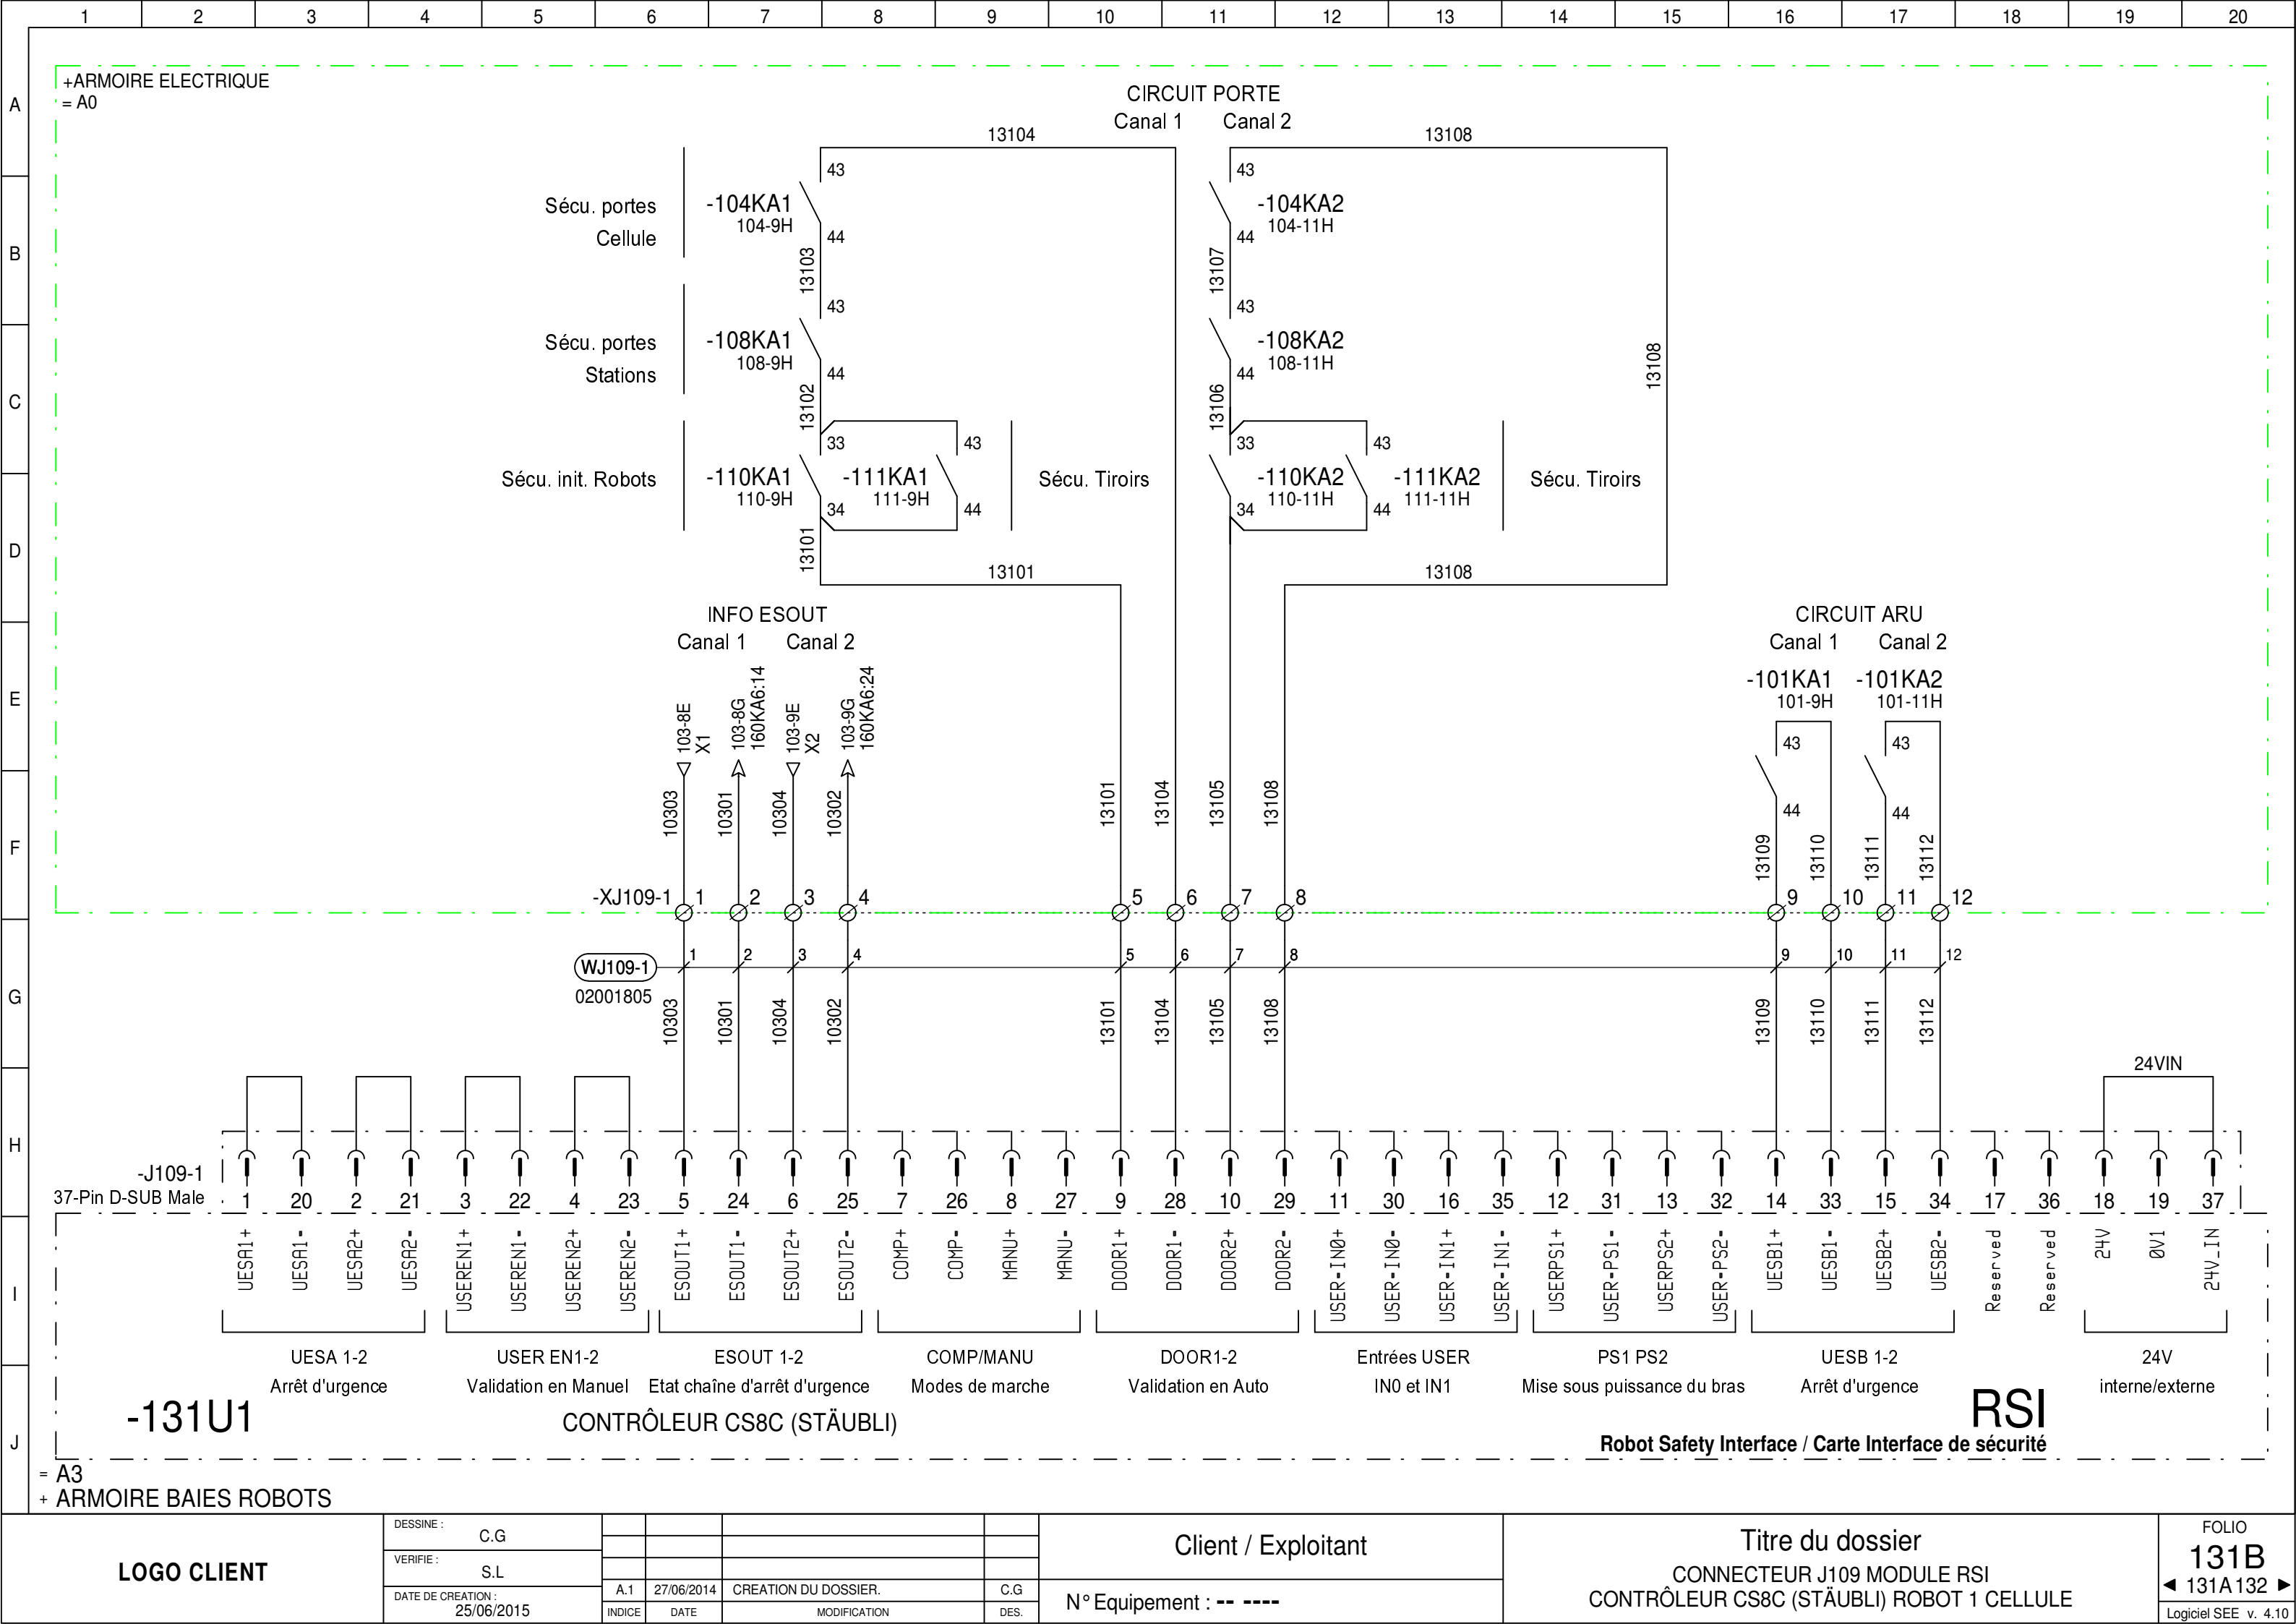 1 2 3 4 5 6 7 8 9 10 11 12 13 14 15 16 17 18 19 20
A
B
C
D
E
F
G
H
I
J
+ARMOIRE ELECTRIQUE
= A0
CIRCUIT PORTE
Canal 1 Canal 2
13104 13108
43 43
Sécu. portes
Cellule
-104KA1
104-9H
-104KA2
104-11H
44 44
13103 13107
43 43
Sécu. portes
Stations
-108KA1
108-9H
-108KA2
108-11H
13108
44 44
13102 13106
33 43 33 43
Sécu. init. Robots
-110KA1
110-9H
-111KA1
111-9H
Sécu. Tiroirs
-110KA2
110-11H
-111KA2
111-11H
Sécu. Tiroirs
34 44 34 44
13101
13101 13108
INFO ESOUT
Canal 1 Canal 2
CIRCUIT ARU
Canal 1 Canal 2
103-8E
X1
103-8G
160KA6:14
103-9E
X2
103-9G
160KA6:24
-101KA1
101-9H
-101KA2
101-11H
43 43
44 44
10303 10301 10304 10302 13101 13104 13105 13108 13109 13110 13111 13112
-XJ109-1 1 2 3 4 5 6 7 8 9 10 11 12
WJ109-1 1 2 3 4 5 6 7 8 9 10 11 12
02001805
10303 10301 10304 10302 13101 13104 13105 13108 13109 13110 13111 13112
24VIN
-J109-1
37-Pin D-SUB Male
1 20 2 21 3 22 4 23 5 24 6 25 7 26 8 27 9 28 10 29 11 30 16 35 12 31 13 32 14 33 15 34 17 36 18 19 37
UESA1+ UESA1- UESA2+ UESA2- USEREN1+ USEREN1- USEREN2+ USEREN2- ESOUT1+ ESOUT1- ESOUT2+ ESOUT2- COMP+ COMP- MANU+ MANU- DOOR1+ DOOR1- DOOR2+ DOOR2- USER-IN0+ USER-IN0- USER-IN1+ USER-IN1- USERPS1+ USER-PS1- USERPS2+ USER-PS2- UESB1+ UESB1- UESB2+ UESB2- Reserved Reserved 24V 0V1 24V_IN
UESA 1-2 USER EN1-2 ESOUT 1-2 COMP/MANU DOOR1-2 Entrées USER PS1 PS2 UESB 1-2 24V
Arrêt d'urgence Validation en Manuel Etat chaîne d'arrêt d'urgence Modes de marche Validation en Auto IN0 et IN1 Mise sous puissance du bras Arrêt d'urgence interne/externe
-131U1
CONTRÔLEUR CS8C (STÄUBLI)
RSI
Robot Safety Interface / Carte Interface de sécurité
= A3
+ ARMOIRE BAIES ROBOTS
LOGO CLIENT
DESSINE :
C.G
VERIFIE :
S.L
DATE DE CREATION :
25/06/2015
A.1 27/06/2014 CREATION DU DOSSIER. C.G
INDICE DATE MODIFICATION DES.
Client / Exploitant
N° Equipement : -- ----
Titre du dossier
CONNECTEUR J109 MODULE RSI
CONTRÔLEUR CS8C (STÄUBLI) ROBOT 1 CELLULE
FOLIO
131B
◄ 131A 132 ►
Logiciel SEE v. 4.10